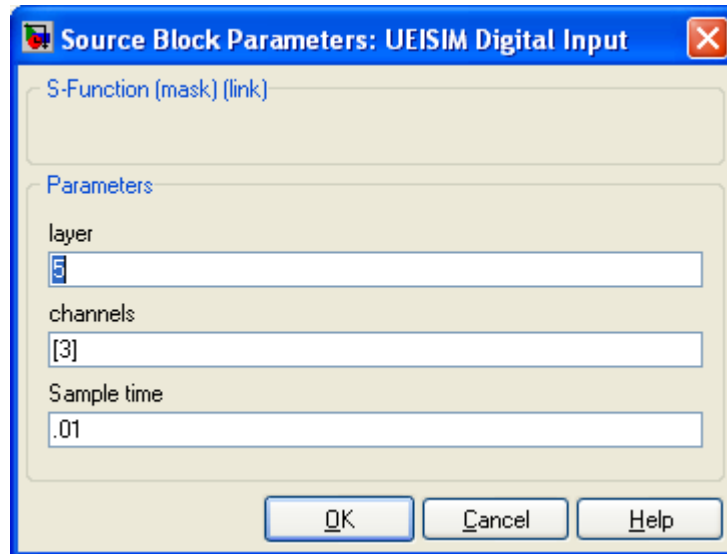 Source Block Parameters: UEISIM Digital Input
S-Function (mask) (link)
Parameters
layer
5
channels
[3]
Sample time
.01
OK Cancel Help